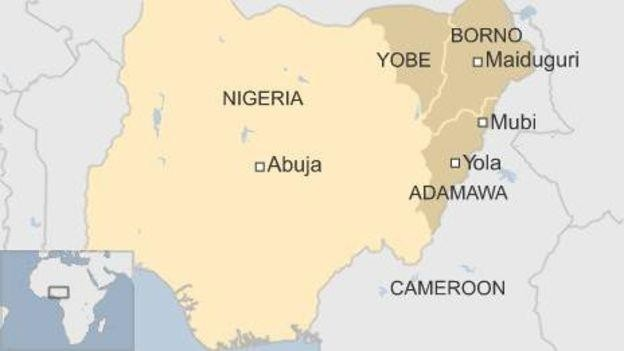 BORNO
YOBE
Maiduguri
NIGERIA
Mubi
Abuja
Yola
ADAMAWA
CAMEROON